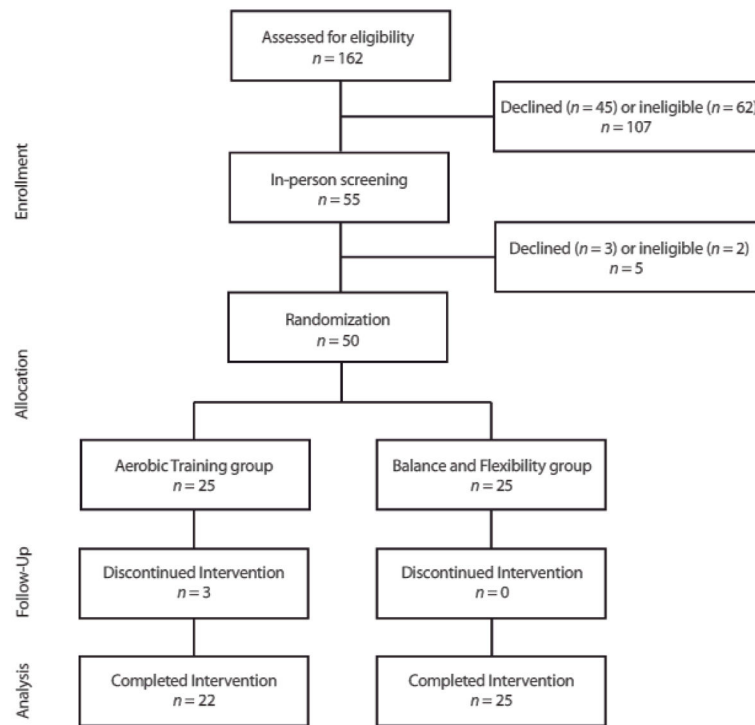 Assessed for eligibility
n = 162
Declined (n = 45) or ineligible (n = 62)
n = 107
Enrollment
In-person screening
n = 55
Declined (n = 3) or ineligible (n = 2)
n = 5
Randomization
n = 50
Allocation
Aerobic Training group
n = 25
Balance and Flexibility group
n = 25
Follow-Up
Discontinued Intervention
n = 3
Discontinued Intervention
n = 0
Analysis
Completed Intervention
n = 22
Completed Intervention
n = 25